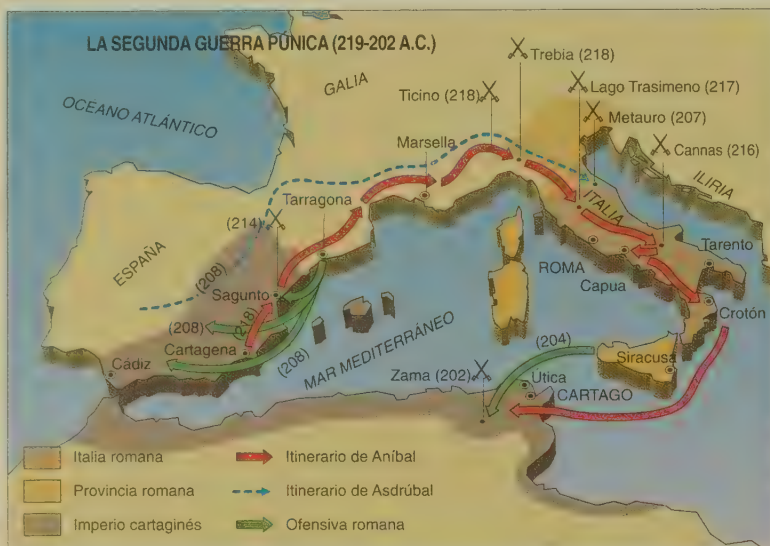 LA SEGUNDA GUERRA PÚNICA (219-202 A.C.)
Trebia (218)
GALIA
Ticino (218)
Lago Trasimeno (217)
OCEANO ATLÁNTICO
Metauro (207)
Marsella
Cannas (216)
ILIRIA
Tarragona
(214)
ITALIA
ESPAÑA
Tarento
(208)
ROMA
Sagunto
Capua
Crotón
(208)
(218)
MAR MEDITERRÁNEO
(204)
Cartagena
(208)
Siracusa
Cádiz
Zama (202)
Utica
CARTAGO
Italia romana
Itinerario de Aníbal
Provincia romana
Itinerario de Asdrúbal
Imperio cartaginés
Ofensiva romana